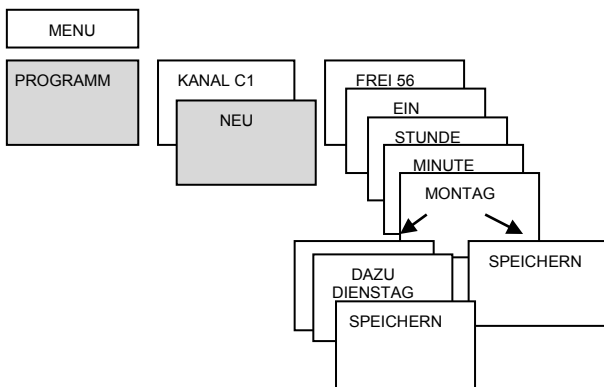 MENU
PROGRAMM
KANAL C1
NEU
FREI 56
EIN
STUNDE
MINUTE
MONTAG
DAZU
DIENSTAG
SPEICHERN
SPEICHERN